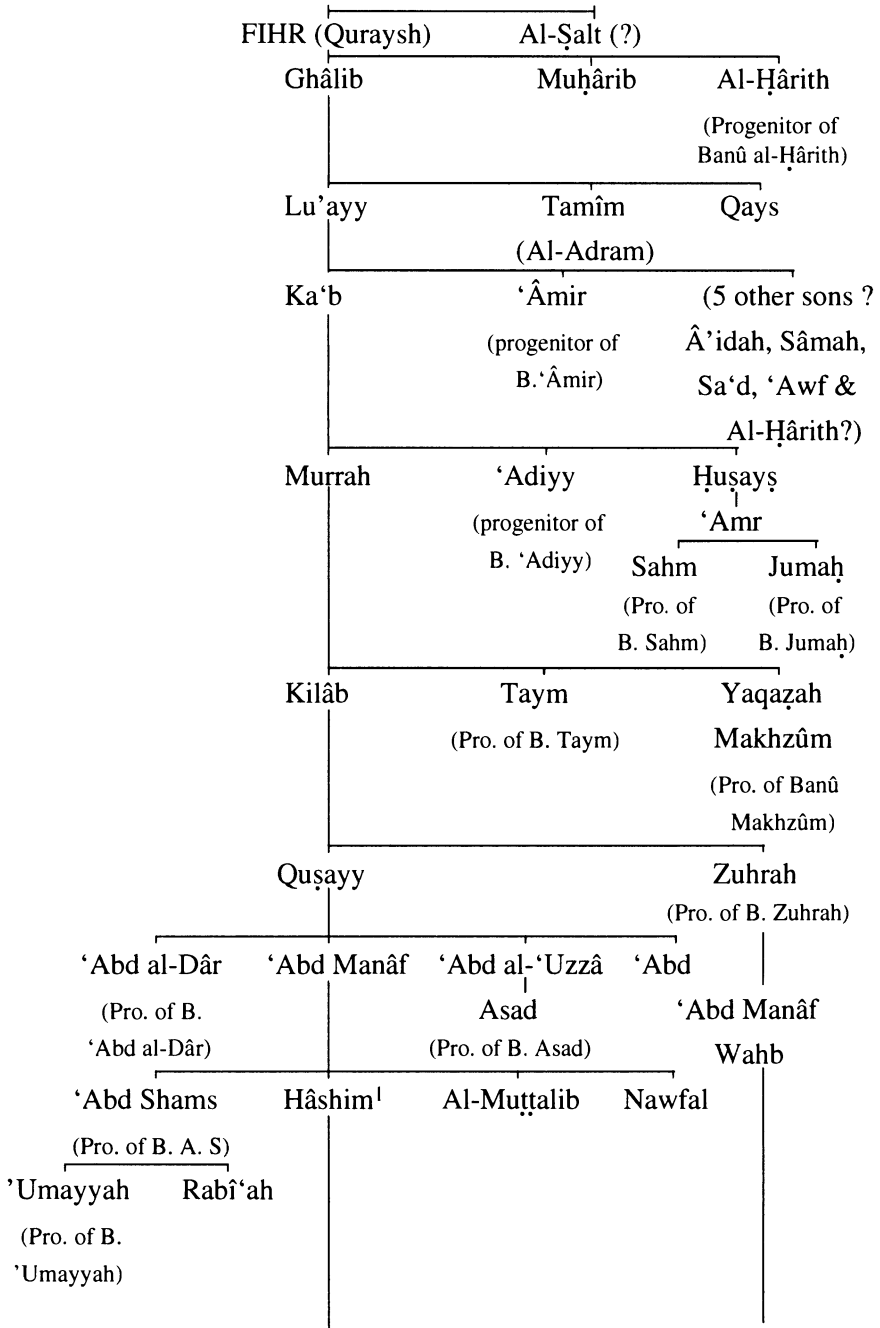 FIHR (Quraysh) Al-Ṣalt (?)
Ghâlib Muḥârib Al-Ḥârith
(Progenitor of
Banû al-Ḥârith)
Lu’ayy Tamîm Qays
(Al-Adram)
Ka‘b ‘Âmir (5 other sons ?
(progenitor of Â’idah, Sâmah,
B.‘Âmir) Sa‘d, ‘Awf &
Al-Ḥârith?)
Murrah ‘Adiyy Ḥuṣayṣ
(progenitor of ‘Amr
B. ‘Adiyy) Sahm Jumaḥ
(Pro. of (Pro. of
B. Sahm) B. Jumaḥ)
Kilâb Taym Yaqaẓah
(Pro. of B. Taym) Makhzûm
(Pro. of Banû
Makhzûm)
Quṣayy Zuhrah
(Pro. of B. Zuhrah)
‘Abd al-Dâr ‘Abd Manâf ‘Abd al-‘Uzzâ ‘Abd
(Pro. of B. Asad ‘Abd Manâf
‘Abd al-Dâr) (Pro. of B. Asad) Wahb
‘Abd Shams Hâshim¹ Al-Muṭṭalib Nawfal
(Pro. of B. A. S)
’Umayyah Rabî‘ah
(Pro. of B.
’Umayyah)